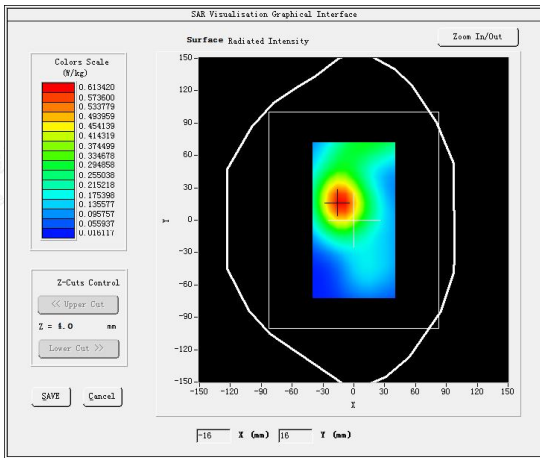 SAR Visualisation Graphical Interface
Surface Radiated Intensity
Zoom In/Out
Colors Scale
(W/kg)
0.613420
0.573600
0.533779
0.493959
0.454139
0.414319
0.374499
0.334678
0.294858
0.255038
0.215218
0.175398
0.135577
0.095757
0.055937
0.016117
150
120
90
60
30
0
-30
-60
-90
-120
-150
Y
-150 -120 -90 -60 -30 0 30 60 90 120 150
X
Z-Cuts Control
<< Upper Cut
Z = 4.0 mm
Lower Cut >>
SAVE Cancel
-16 X (mm) 16 Y (mm)